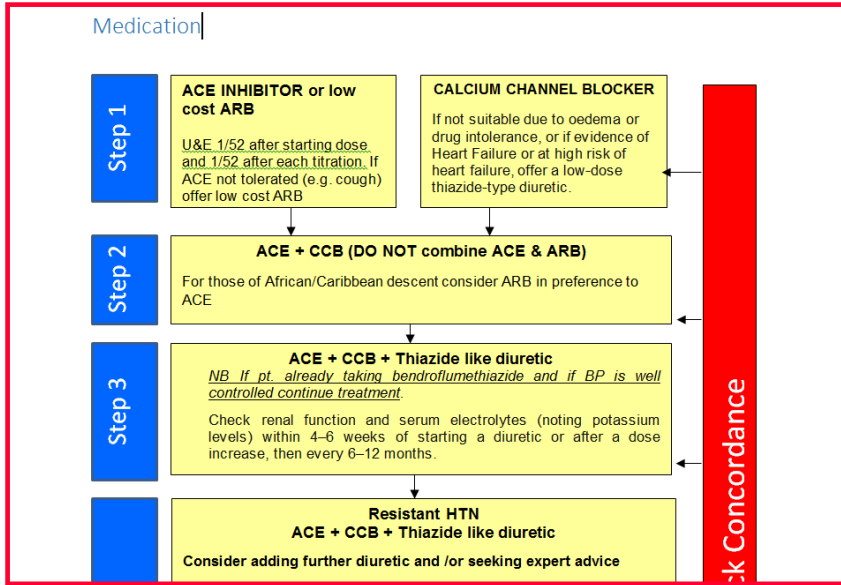 Medication
Step 1
ACE INHIBITOR or low
cost ARB
U&E 1/52 after starting dose
and 1/52 after each titration. If
ACE not tolerated (e.g. cough)
offer low cost ARB
CALCIUM CHANNEL BLOCKER
If not suitable due to oedema or
drug intolerance, or if evidence of
Heart Failure or at high risk of
heart failure, offer a low-dose
thiazide-type diuretic.
Step 2
ACE + CCB (DO NOT combine ACE & ARB)
For those of African/Caribbean descent consider ARB in preference to
ACE
Step 3
ACE + CCB + Thiazide like diuretic
NB If pt. already taking bendroflumethiazide and if BP is well
controlled continue treatment.
Check renal function and serum electrolytes (noting potassium
levels) within 4–6 weeks of starting a diuretic or after a dose
increase, then every 6–12 months.
Resistant HTN
ACE + CCB + Thiazide like diuretic
Consider adding further diuretic and /or seeking expert advice
ck Concordance